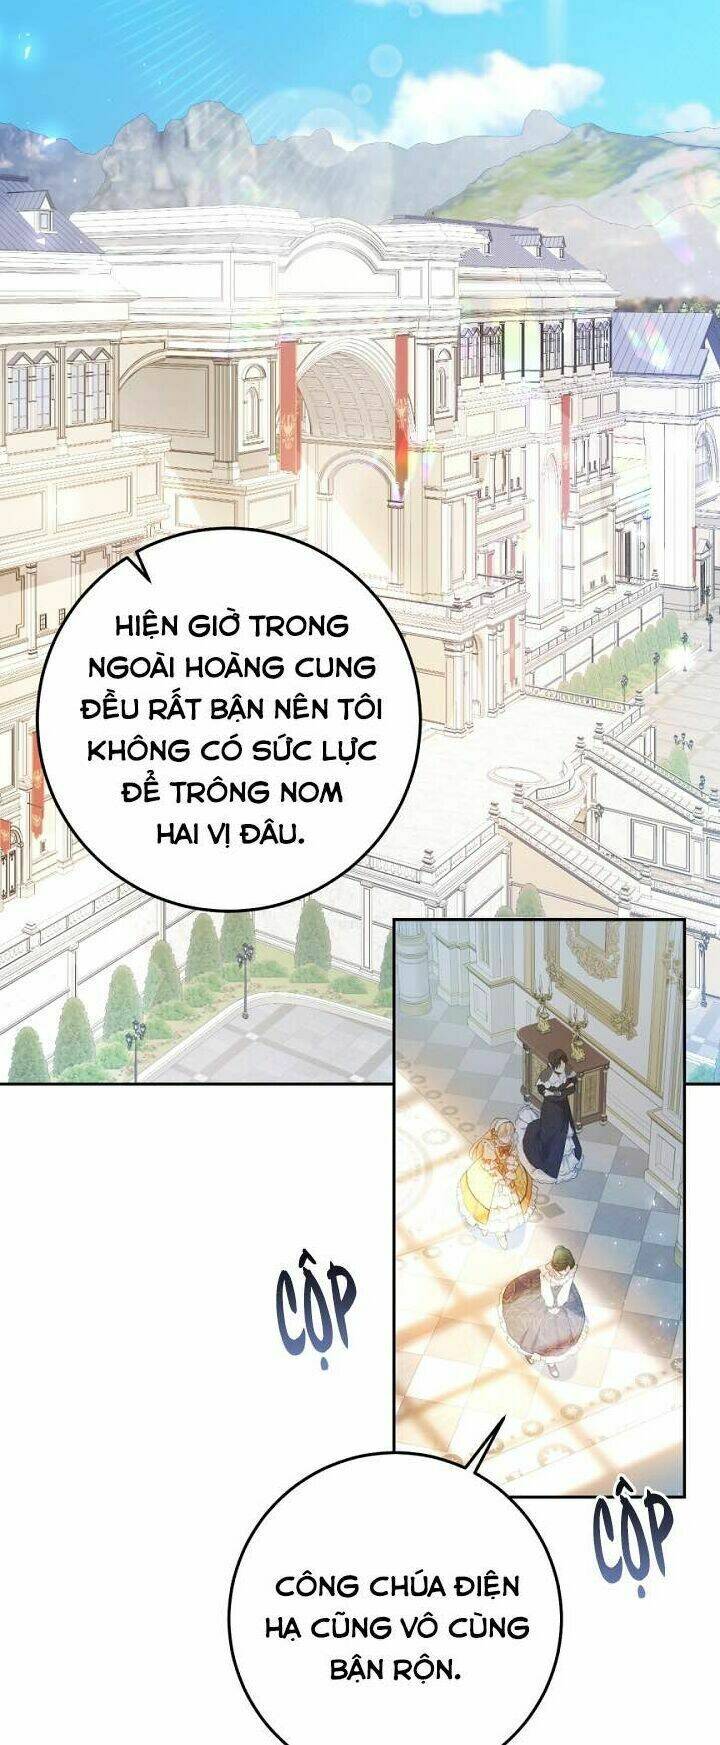 HIỆN GIỜ TRONG
NGOÀI HOÀNG CUNG
ĐỀU RẤT BẬN NÊN TÔI
KHÔNG CÓ SỨC LỰC
ĐỂ TRÔNG NOM
HAI VỊ ĐÂU.
CỘP
CỘP
CÔNG CHÚA ĐIỆN
HẠ CŨNG VÔ CÙNG
BẬN RỘN.